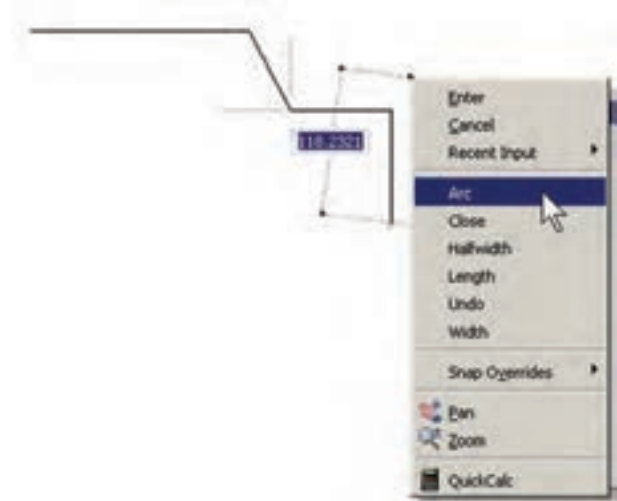 118.2321
Enter
Cancel
Recent Input
Arc
Close
Halfwidth
Length
Undo
Width
Snap Overrides
Pan
Zoom
QuickCalc